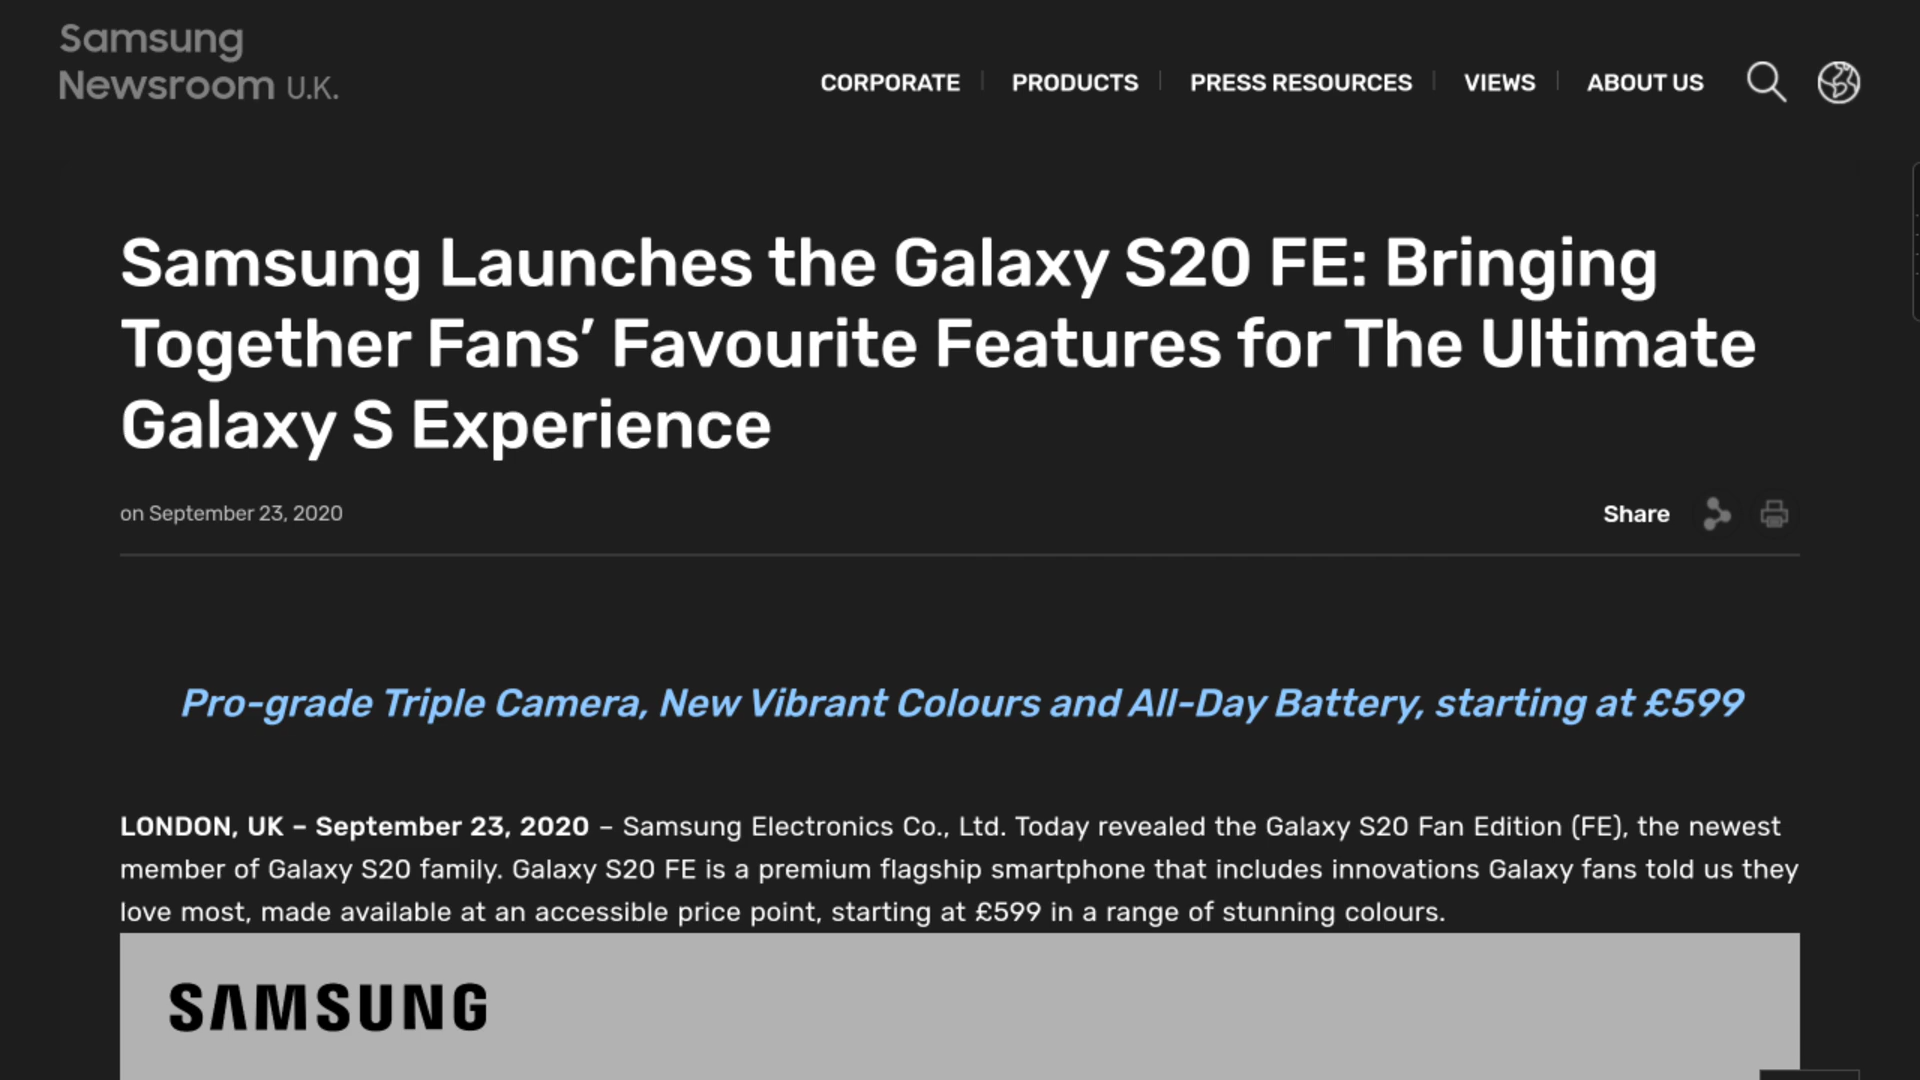 Samsung
Newsroom U.K.
CORPORATE
PRODUCTS
PRESS RESOURCES
VIEWS
ABOUT US
Samsung Launches the Galaxy S20 FE: Bringing
Together Fans’ Favourite Features for The Ultimate
Galaxy S Experience
on September 23, 2020
Share
Pro-grade Triple Camera, New Vibrant Colours and All-Day Battery, starting at £599
LONDON, UK – September 23, 2020 – Samsung Electronics Co., Ltd. Today revealed the Galaxy S20 Fan Edition (FE), the newest
member of Galaxy S20 family. Galaxy S20 FE is a premium flagship smartphone that includes innovations Galaxy fans told us they
love most, made available at an accessible price point, starting at £599 in a range of stunning colours.
SAMSUNG